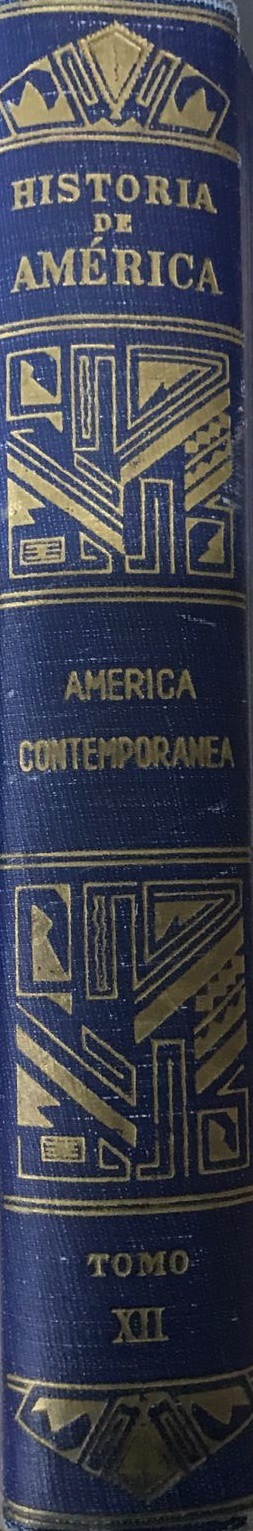 HISTORIA
DE
AMÉRICA
AMERICA
CONTEMPORANEA
TOMO
XII